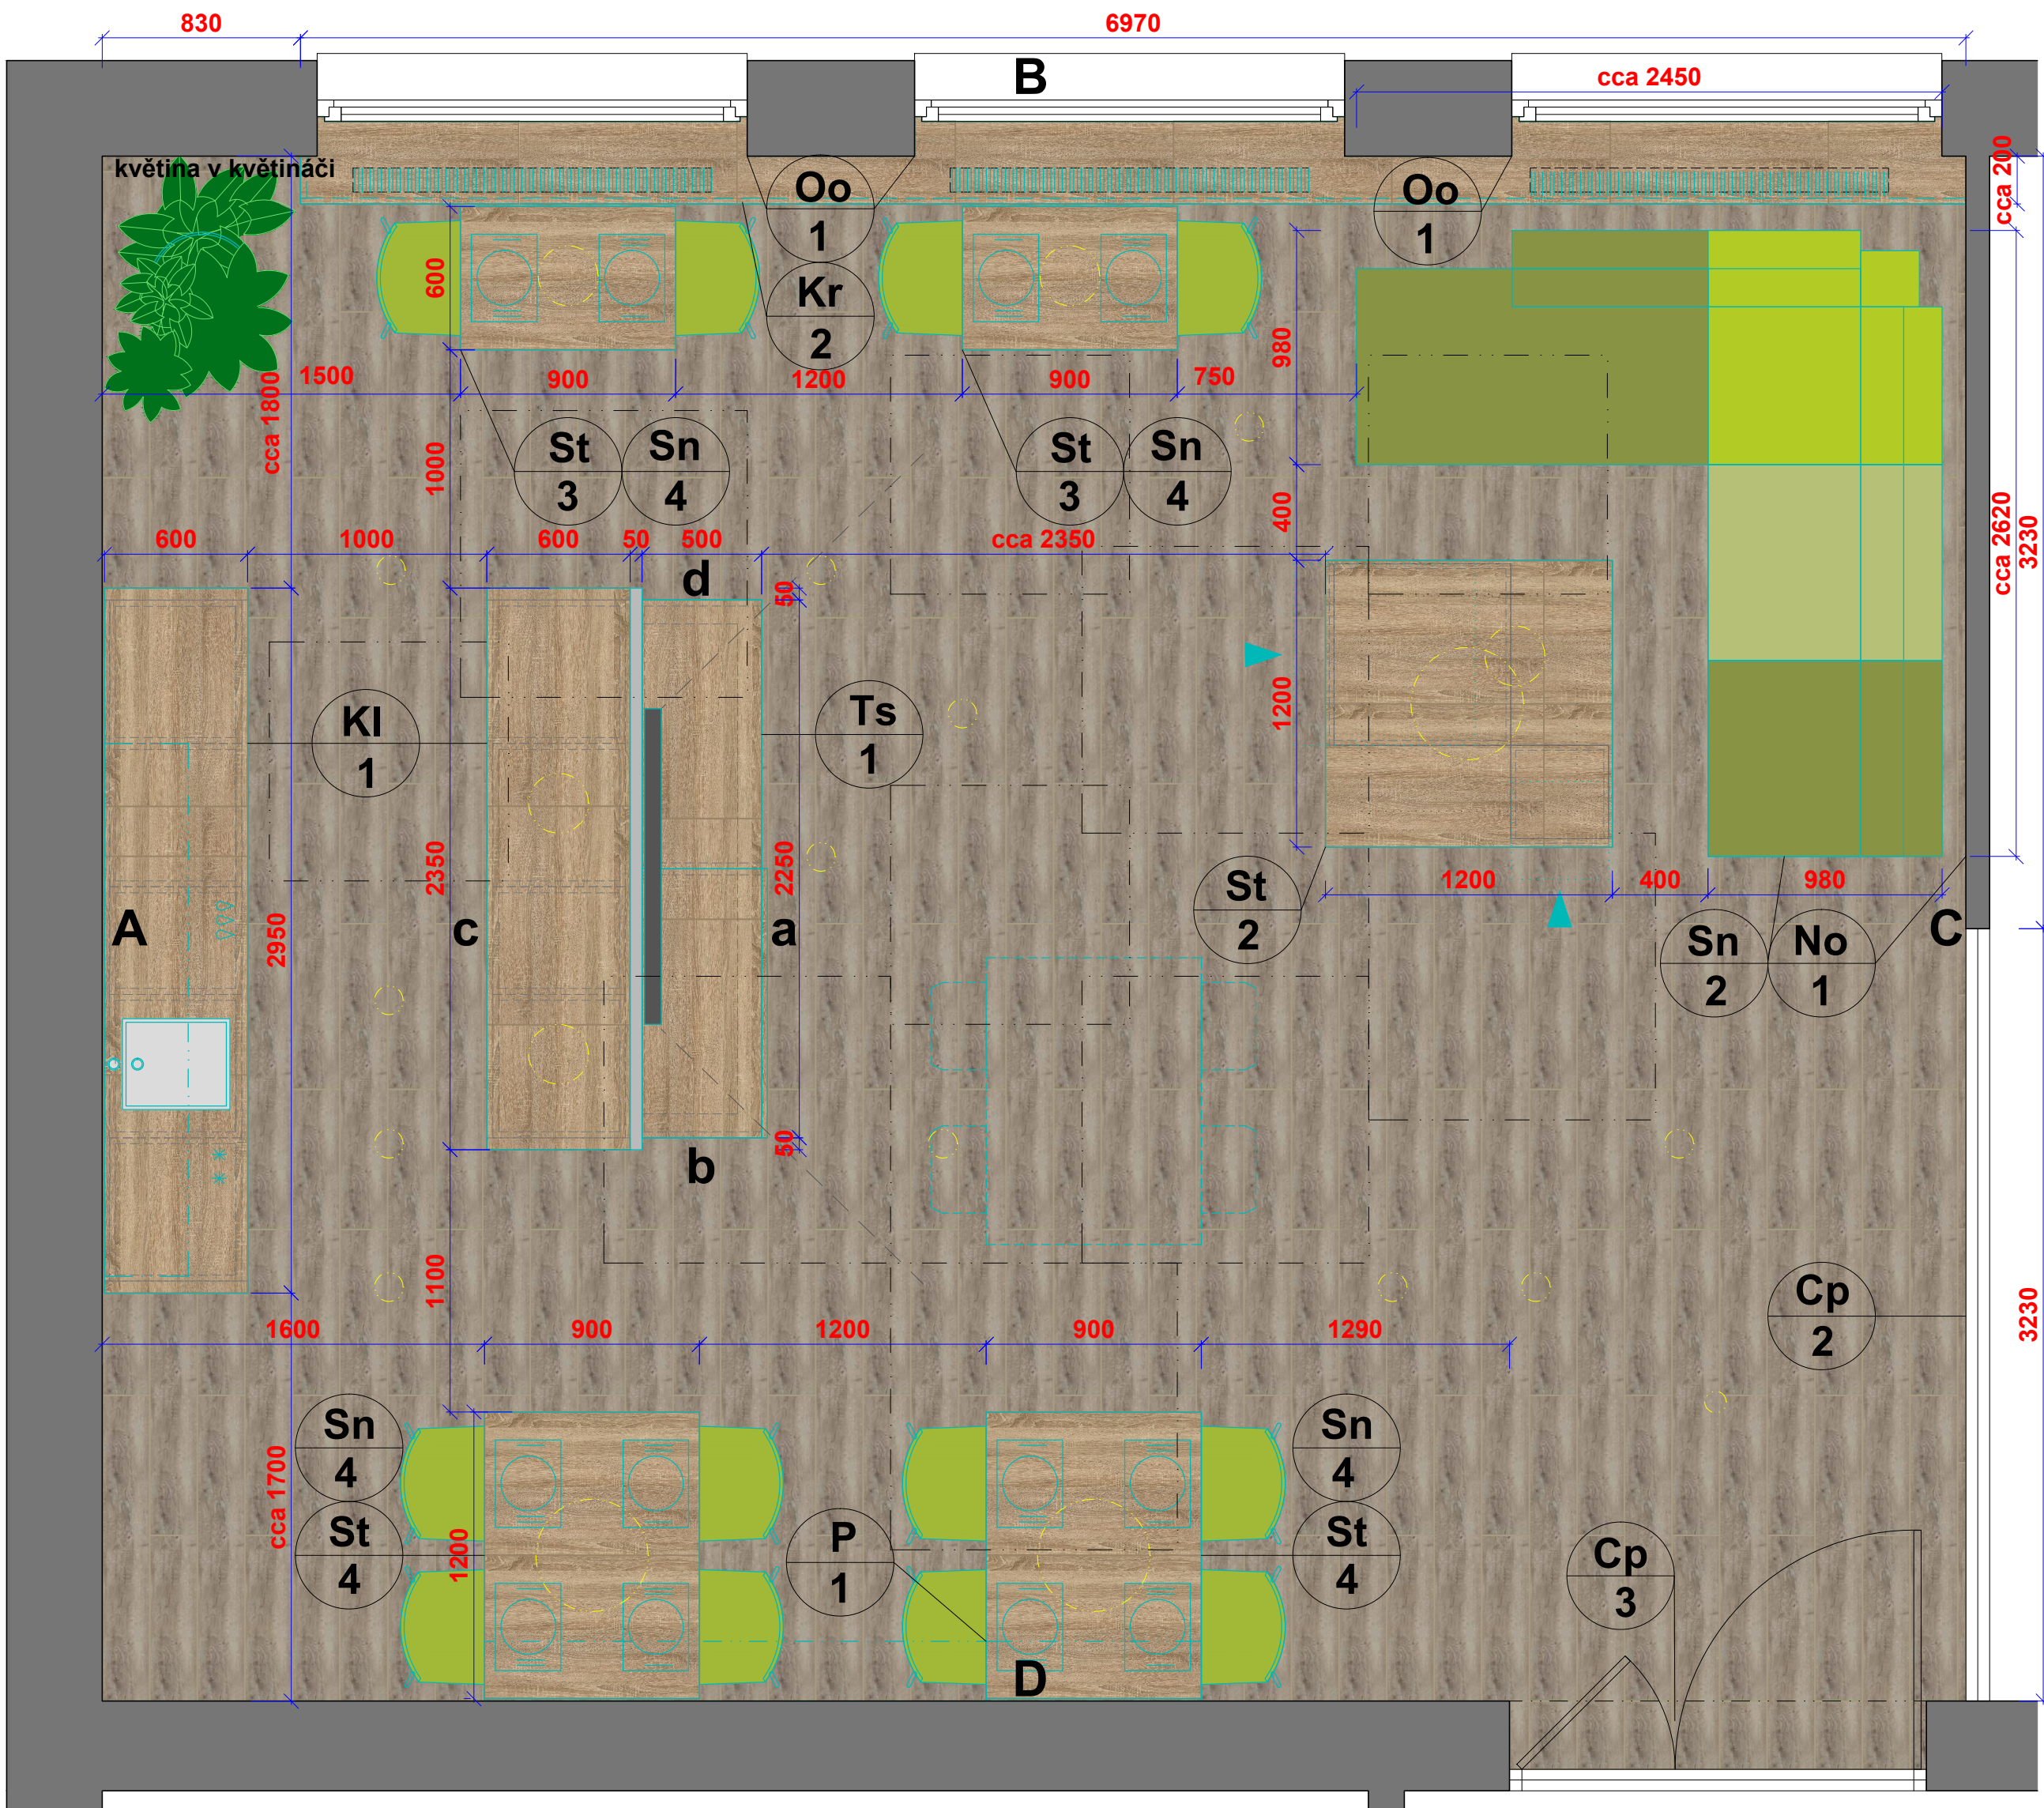 830
6970
B
cca 2450
květina v květináči
cca 200
Oo
1
Oo
1
Kr
2
600
980
1500
900
1200
900
750
cca 1800
1000
St
3
Sn
4
St
3
Sn
4
400
cca 2620
3230
600
1000
600
50
500
cca 2350
d
50
Kl
1
Ts
1
1200
2350
2250
St
2
1200
400
980
A
2950
c
a
Sn
2
No
1
C
50
b
1100
Cp
2
3230
1600
900
1200
900
1290
Sn
4
Sn
4
cca 1700
1200
St
4
P
1
St
4
Cp
3
D